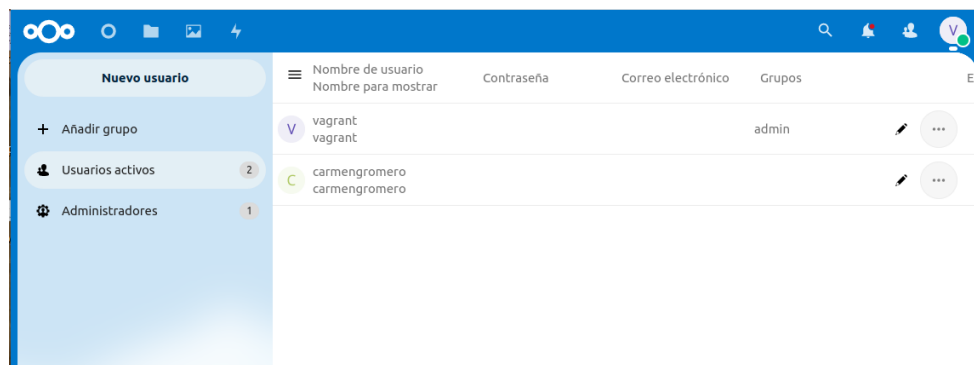 V
Nuevo usuario
Nombre de usuario
Nombre para mostrar
Contraseña
Correo electrónico
Grupos
E
Añadir grupo
V
vagrant
vagrant
admin
Usuarios activos
2
C
carmengromero
carmengromero
Administradores
1